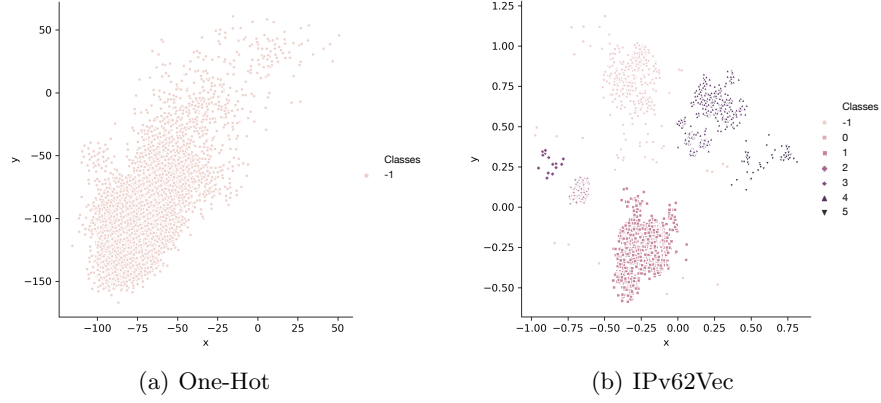 50
0
−50
−100
−150
y
−100 −75 −50 −25 0 25 50
x
Classes
-1
(a) One-Hot
1.25
1.00
0.75
0.50
0.25
0.00
−0.25
−0.50
y
−1.00 −0.75 −0.50 −0.25 0.00 0.25 0.50 0.75
x
Classes
-1
0
1
2
3
4
5
(b) IPv62Vec